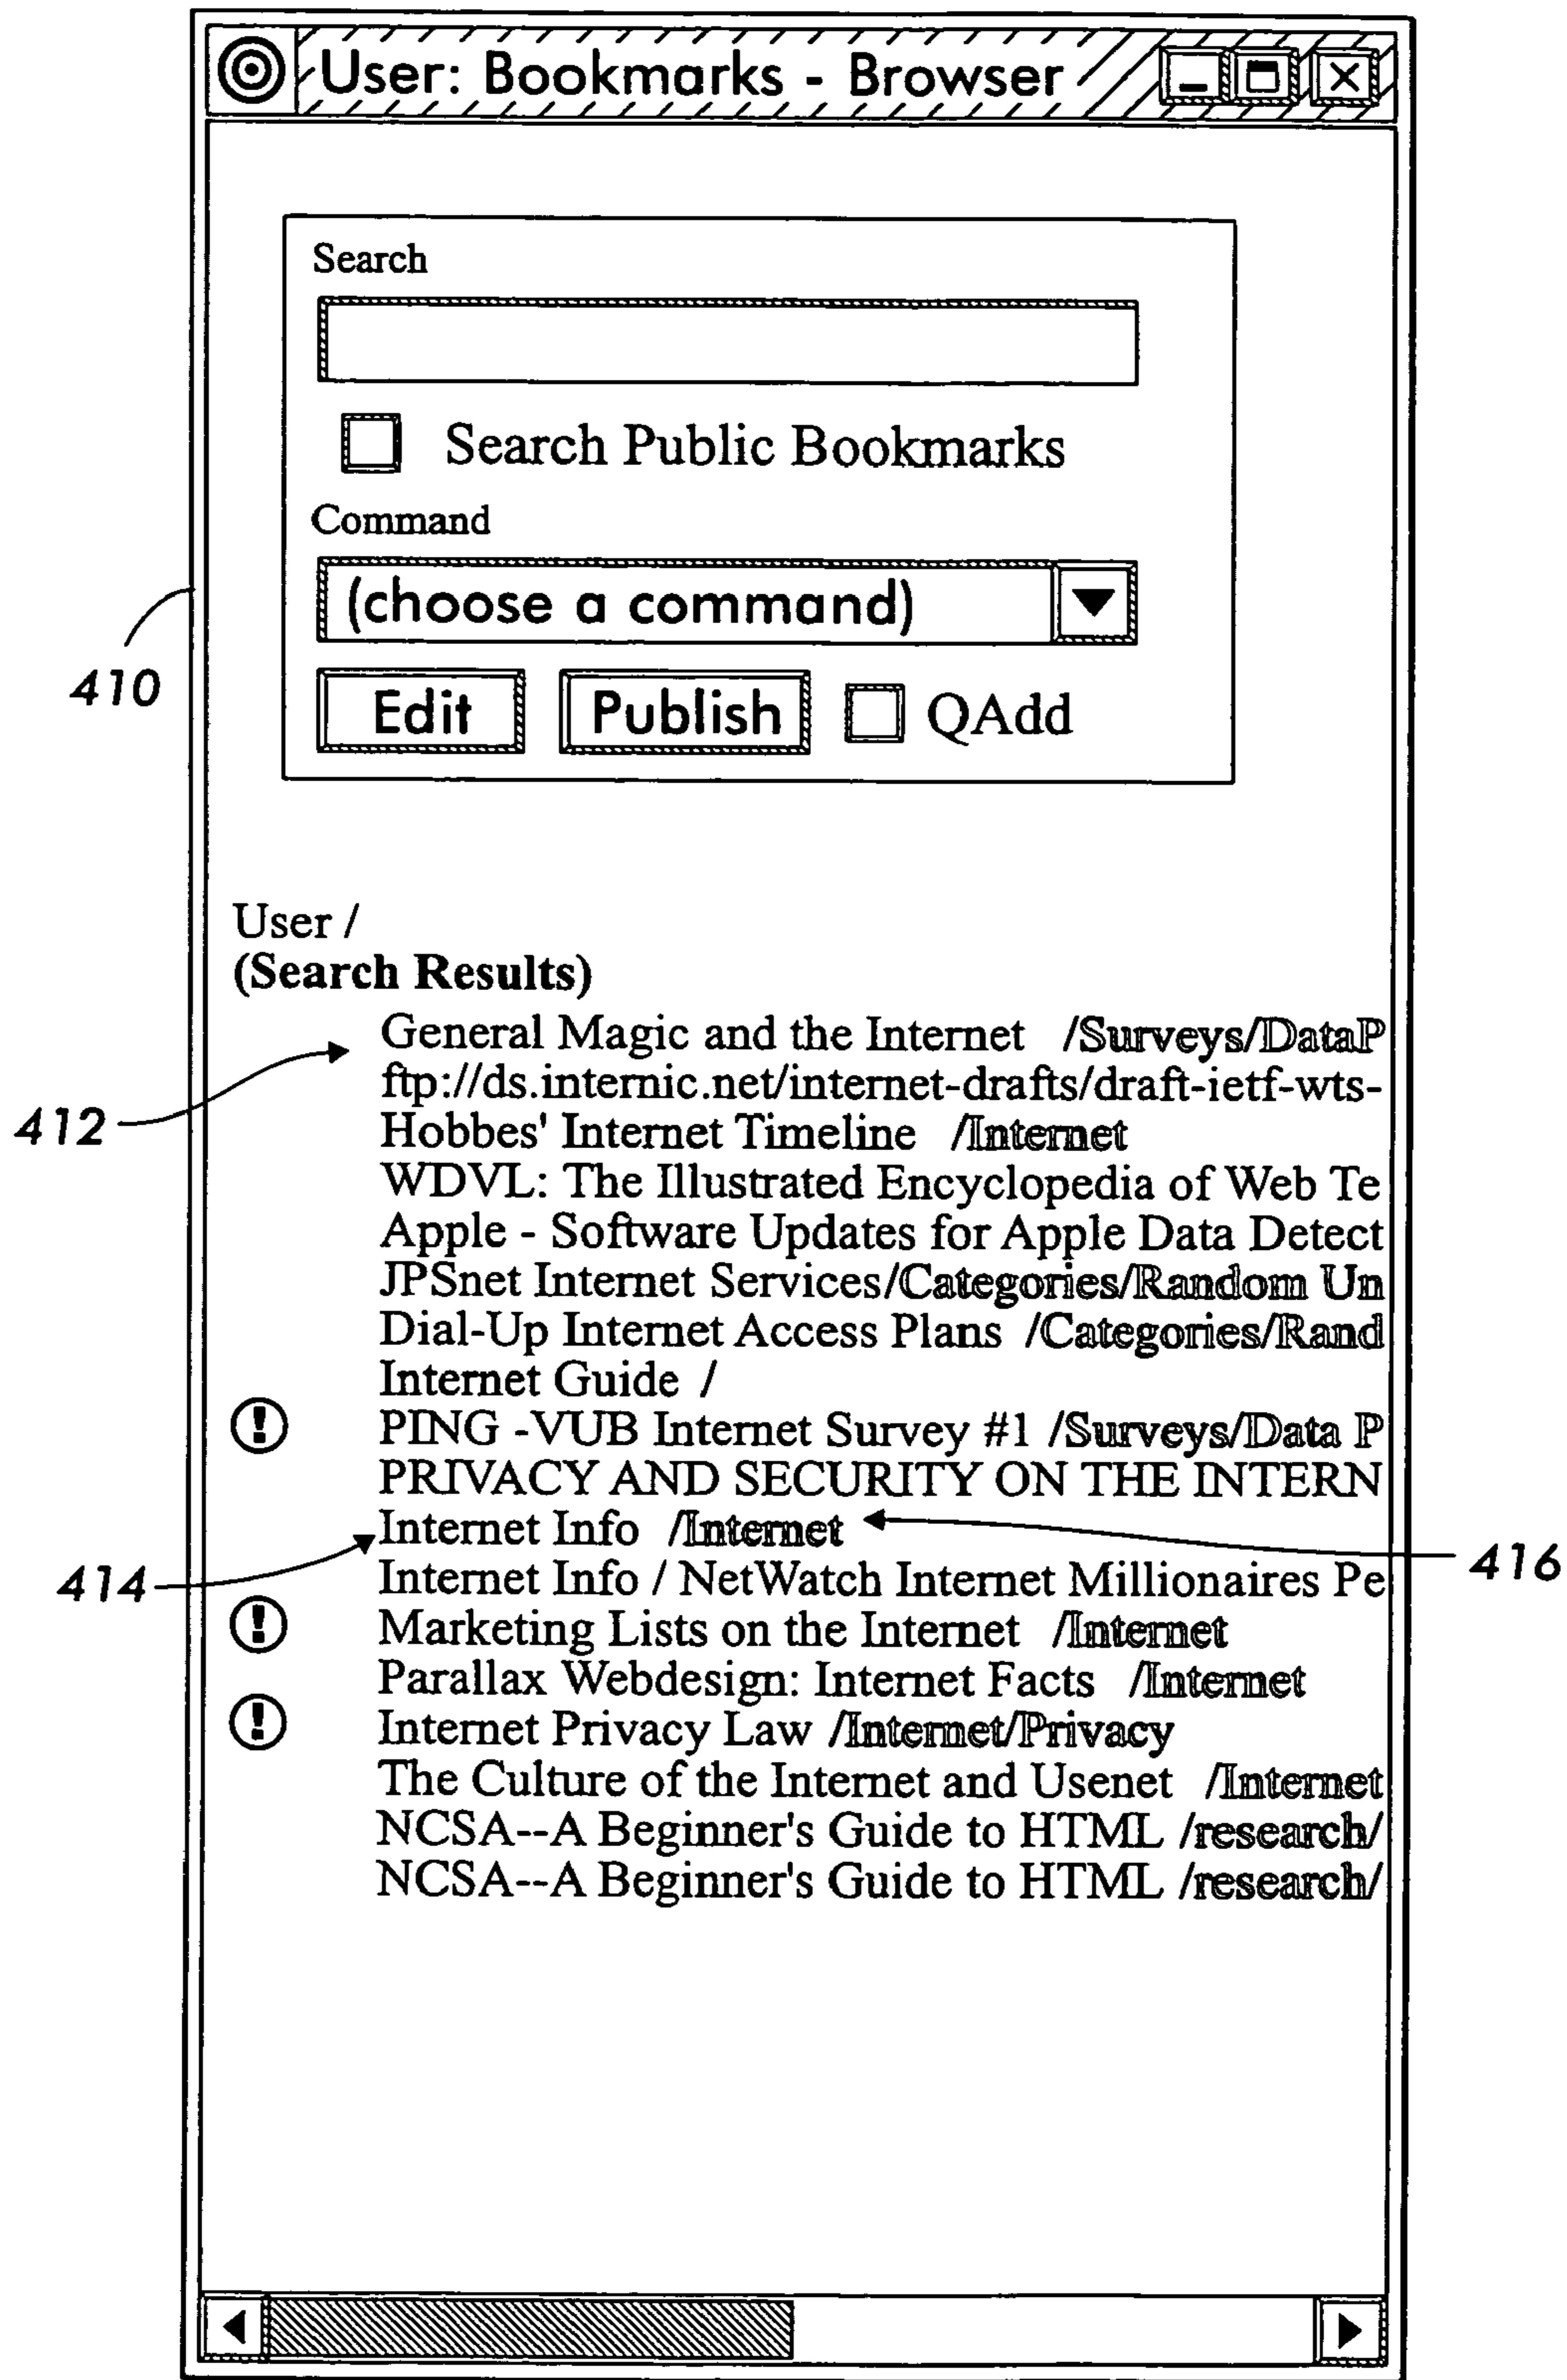 User: Bookmarks - Browser
Search
Search Public Bookmarks
Command
(choose a command)
410
Edit Publish QAdd
User /
(Search Results)
General Magic and the Internet /Surveys/DataP
ftp://ds.internic.net/internet-drafts/draft-ietf-wts-
412
Hobbes' Internet Timeline /Internet
WDVL: The Illustrated Encyclopedia of Web Te
Apple - Software Updates for Apple Data Detect
JPSnet Internet Services/Categories/Random Un
Dial-Up Internet Access Plans /Categories/Rand
Internet Guide /
PING -VUB Internet Survey #1 /Surveys/Data P
PRIVACY AND SECURITY ON THE INTERN
Internet Info /Internet
416
414
Internet Info / NetWatch Internet Millionaires Pe
Marketing Lists on the Internet /Internet
Parallax Webdesign: Internet Facts /Internet
Internet Privacy Law /Internet/Privacy
The Culture of the Internet and Usenet /Internet
NCSA--A Beginner's Guide to HTML /research/
NCSA--A Beginner's Guide to HTML /research/